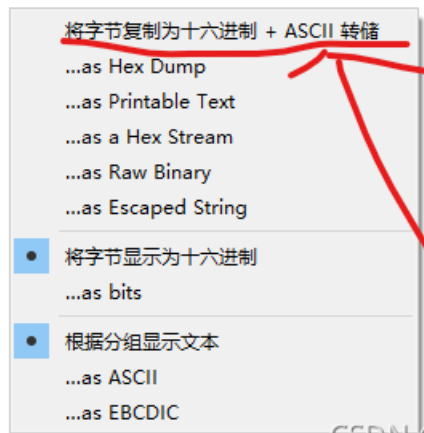 将字节复制为十六进制 + ASCII 转储
...as Hex Dump
...as Printable Text
...as a Hex Stream
...as Raw Binary
...as Escaped String
将字节显示为十六进制
...as bits
根据分组显示文本
...as ASCII
...as EBCDIC